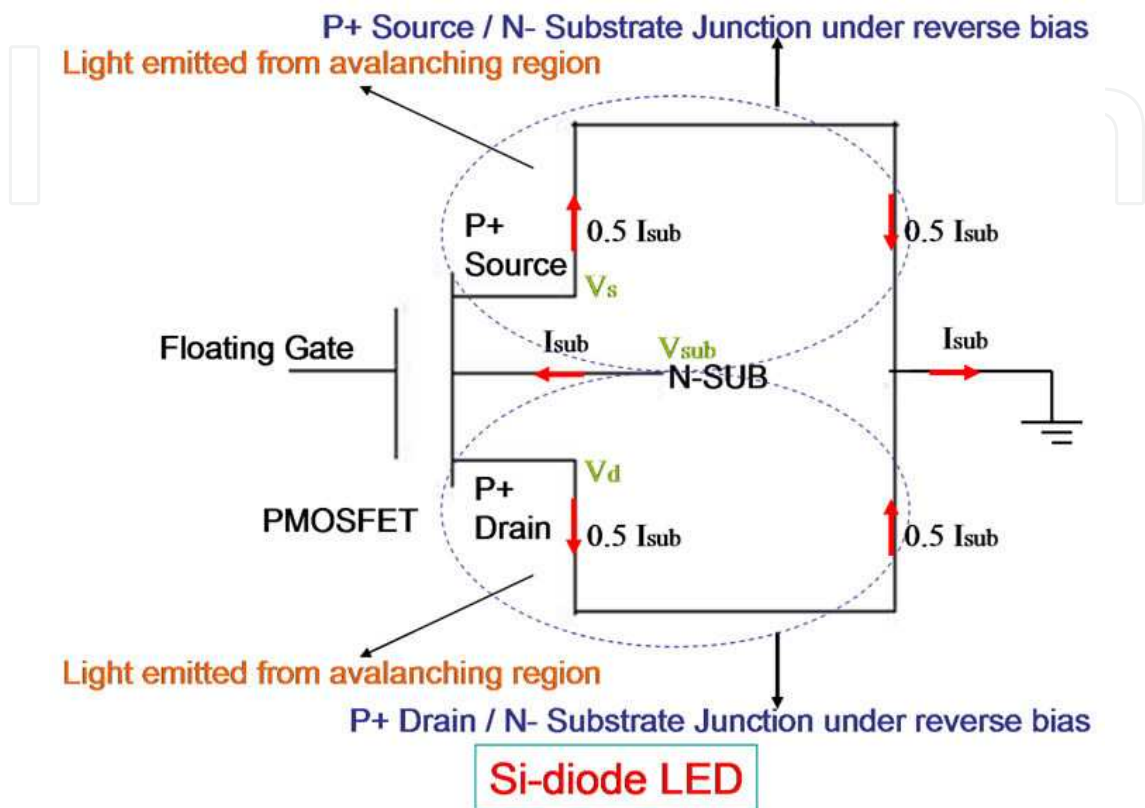 P+ Source / N- Substrate Junction under reverse bias
Light emitted from avalanching region
P+
Source
0.5 Isub
0.5 Isub
Vs
Floating Gate
Isub
Vsub
N-SUB
Isub
Vd
P+
Drain
PMOSFET
0.5 Isub
0.5 Isub
Light emitted from avalanching region
P+ Drain / N- Substrate Junction under reverse bias
Si-diode LED